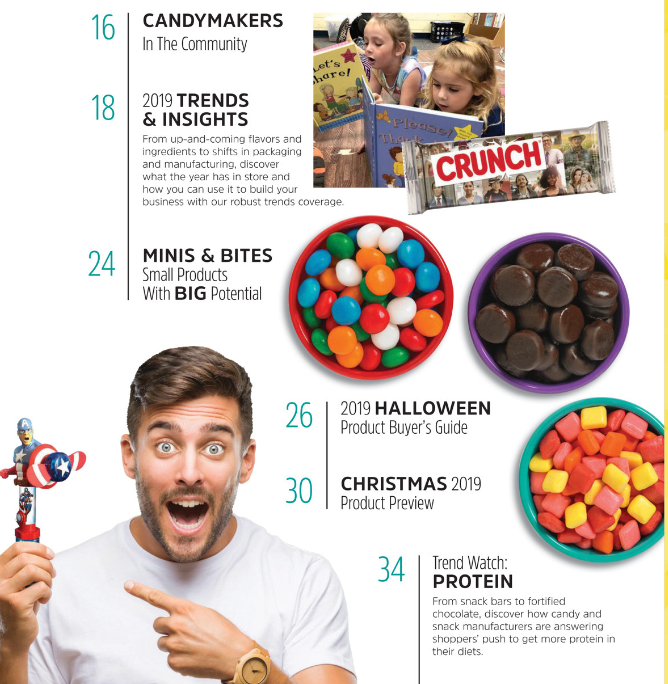 16
CANDYMAKERS
In The Community
18
2019 TRENDS
& INSIGHTS
From up-and-coming flavors and
ingredients to shifts in packaging
and manufacturing, discover
what the year has in store and
how you can use it to build your
business with our robust trends coverage.
Let's
Share!
Please
Thank
CRUNCH
24
MINIS & BITES
Small Products
With BIG Potential
26
2019 HALLOWEEN
Product Buyer's Guide
30
CHRISTMAS 2019
Product Preview
34
Trend Watch:
PROTEIN
From snack bars to fortified
chocolate, discover how candy and
snack manufacturers are answering
shoppers' push to get more protein in
their diets.